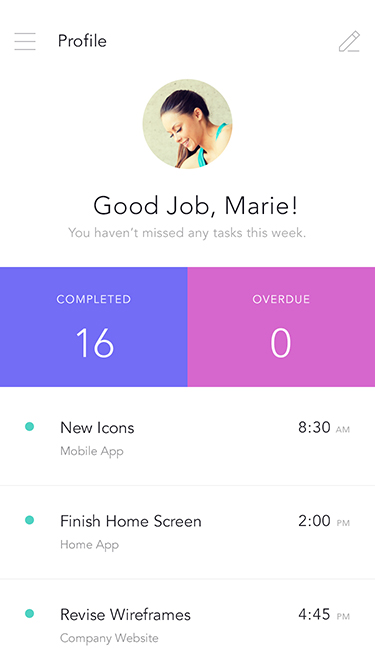 Profile
Good Job, Marie!
You haven't missed any tasks this week.
COMPLETED OVERDUE
16 0
New Icons 8:30 AM
Mobile App
Finish Home Screen 2:00 PM
Home App
Revise Wireframes 4:45 PM
Company Website